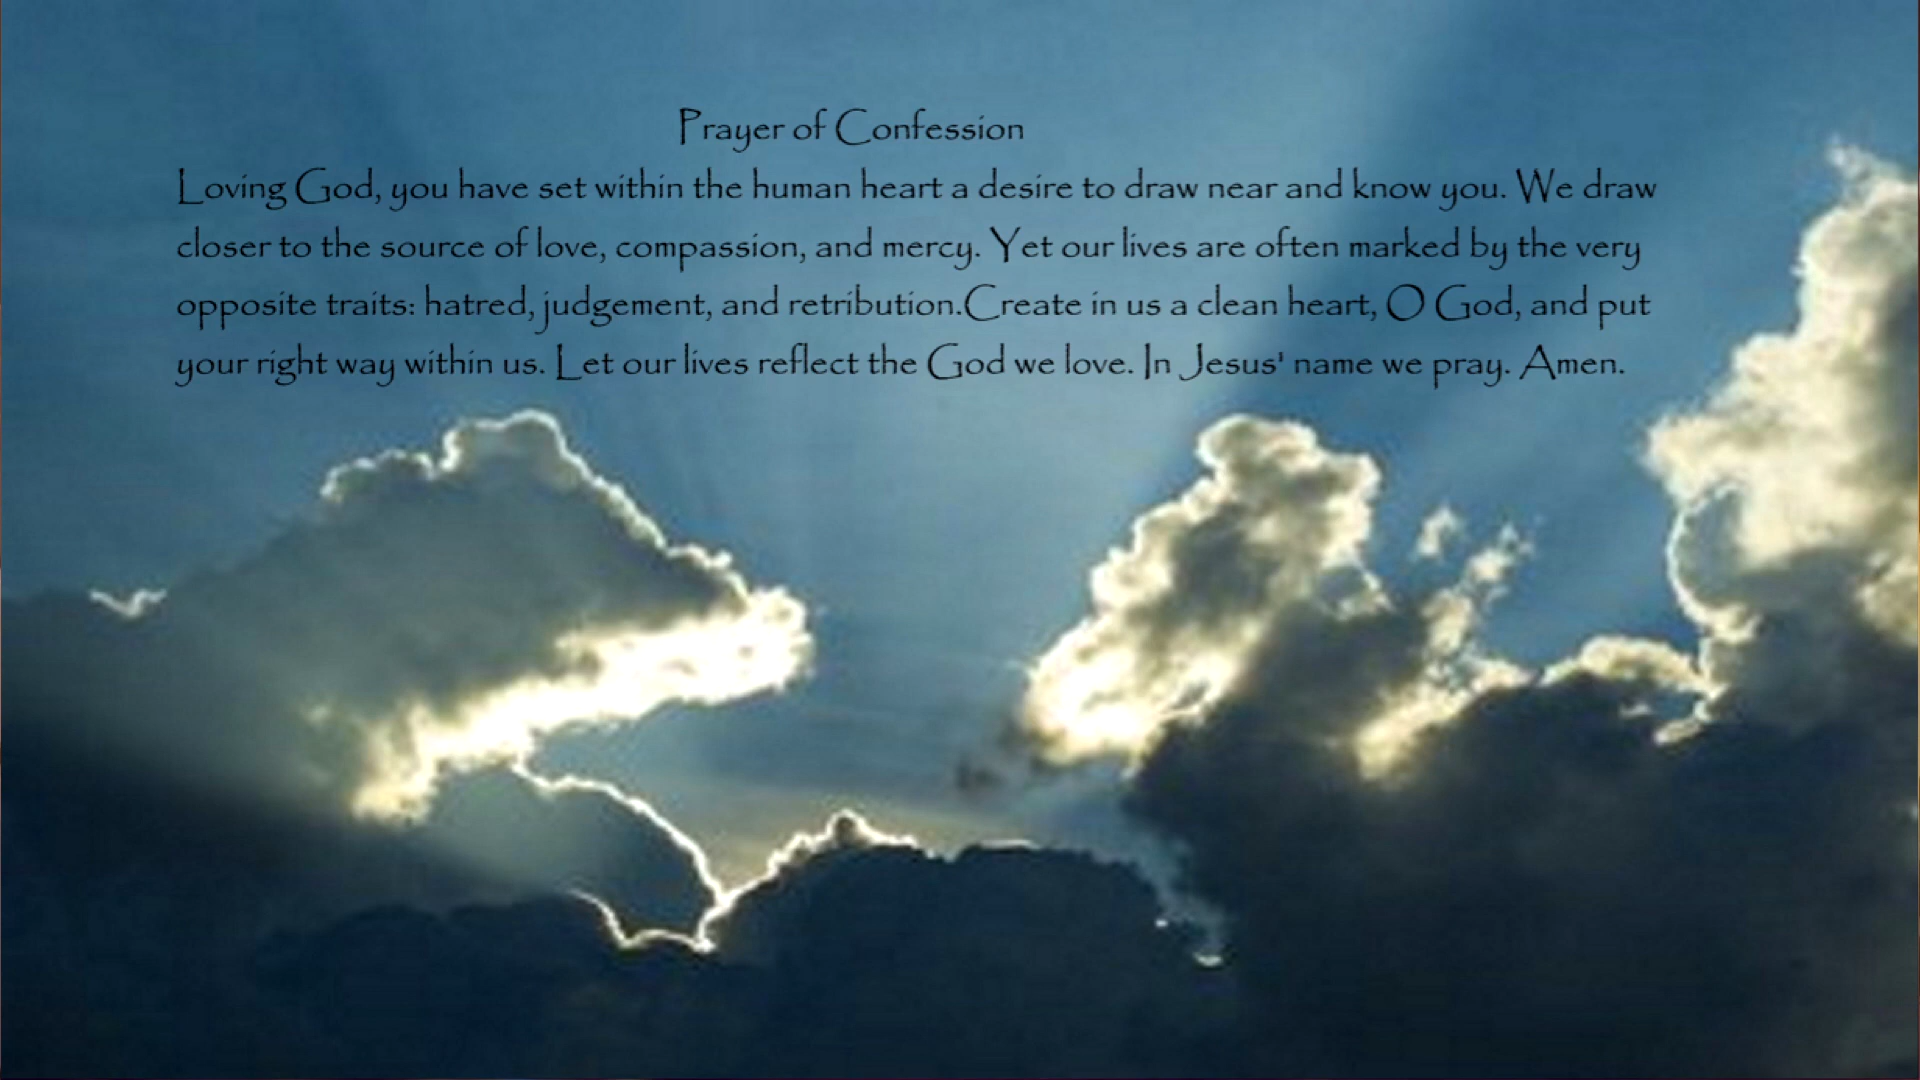 Prayer of Confession
Loving God, you have set within the human heart a desire to draw near and know you. We draw
closer to the source of love, compassion, and mercy. Yet our lives are often marked by the very
opposite traits: hatred, judgement, and retribution.Create in us a clean heart, O God, and put
your right way within us. Let our lives reflect the God we love. In Jesus' name we pray. Amen.